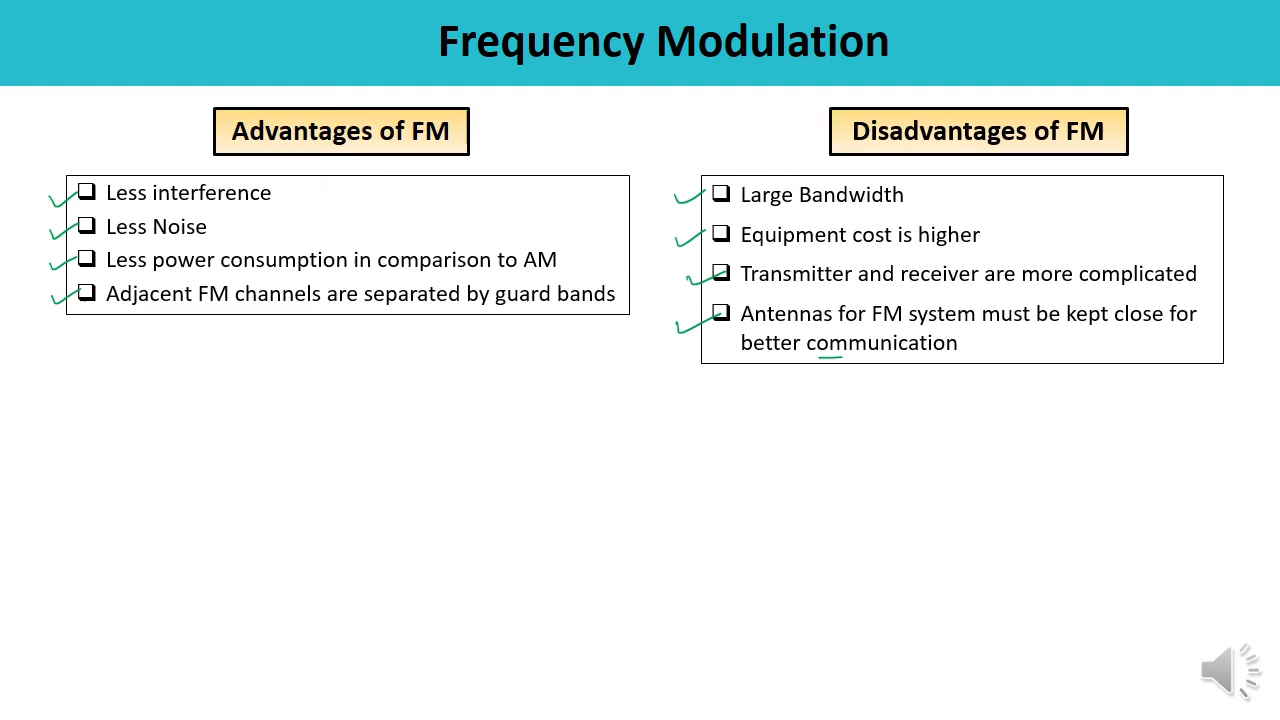 Frequency Modulation
Advantages of FM
Less interference
Less Noise
Less power consumption in comparison to AM
Adjacent FM channels are separated by guard bands
Disadvantages of FM
Large Bandwidth
Equipment cost is higher
Transmitter and receiver are more complicated
Antennas for FM system must be kept close for
better communication